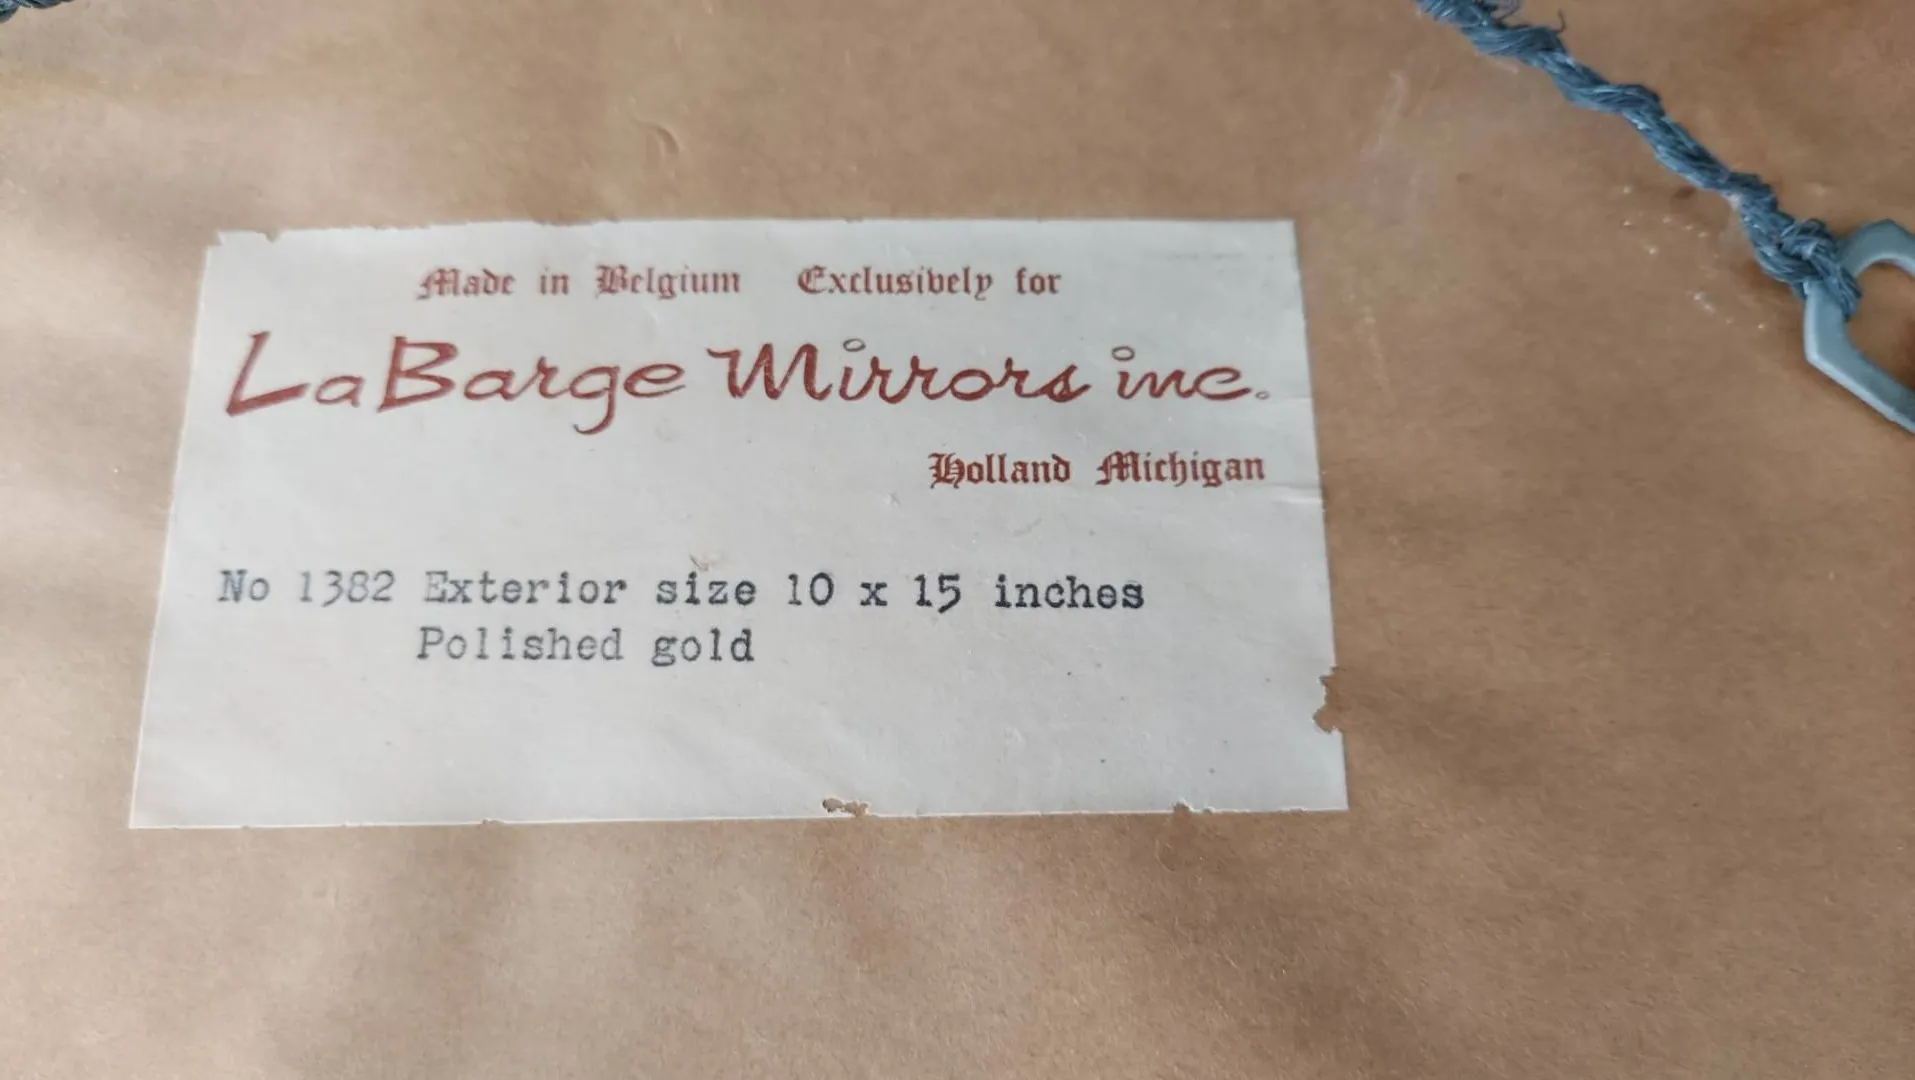 Made in Belgium Exclusively for
LaBarge Mirrors inc.
Holland Michigan
No 1382 Exterior size 10 x 15 inches
Polished gold